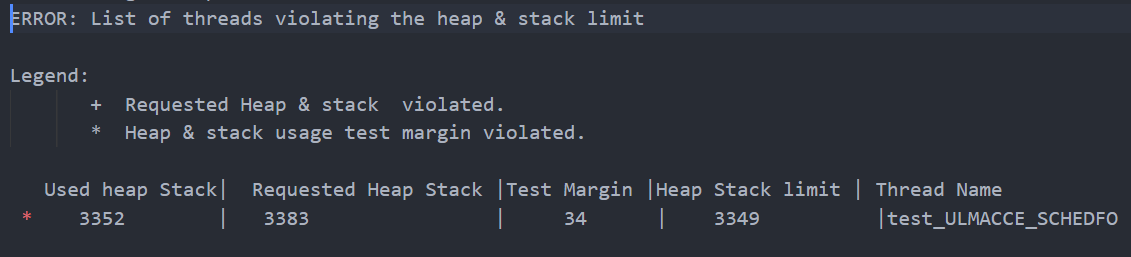 ERROR: List of threads violating the heap & stack limit
Legend:
+ Requested Heap & stack violated.
* Heap & stack usage test margin violated.
Used heap Stack| Requested Heap Stack |Test Margin |Heap Stack limit | Thread Name
* 3352 | 3383 | 34 | 3349 |test_ULMACCE_SCHEDFO